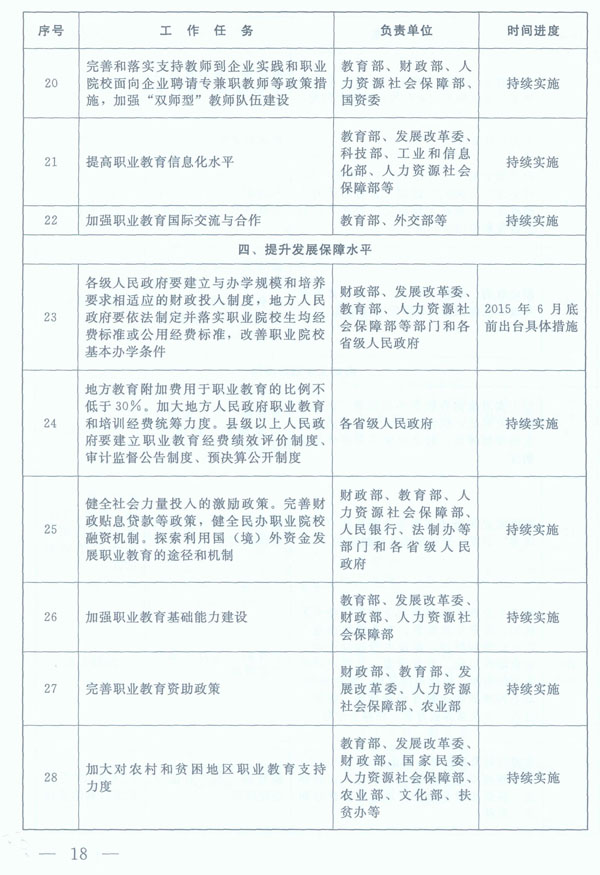 序号 工作任务 负责单位 时间进度
20 完善和落实支持教师到企业实践和职业 教育部、财政部、人 持续实施
院校面向企业聘请专兼职教师等政策措 力资源社会保障部、
施，加强“双师型”教师队伍建设 国资委
21 提高职业教育信息化水平 教育部、发展改革委、 持续实施
科技部、工业和信息
化部、人力资源社会
保障部等
22 加强职业教育国际交流与合作 教育部、外交部等 持续实施
四、提升发展保障水平
23 各级人民政府要建立与办学规模和培养 财政部、发展改革委、 2015 年 6 月底
要求相适应的财政投入制度，地方人民 教育部、人力资源社 前出台具体措施
政府要依法制定并落实职业院校生均经 会保障部等部门和各
费标准或公用经费标准，改善职业院校 省级人民政府
基本办学条件
24 地方教育附加费用于职业教育的比例不 各省级人民政府 持续实施
低于 30%。加大地方人民政府职业教育
和培训经费统筹力度。县级以上人民政
府要建立职业教育经费绩效评价制度、
审计监督公告制度、预决算公开制度
25 健全社会力量投入的激励政策。完善财 财政部、教育部、人 持续实施
政贴息贷款等政策，健全民办职业院校 力资源社会保障部、
融资机制。探索利用国（境）外资金发 人民银行、法制办等
展职业教育的途径和机制 部门和各省级人民
政府
26 加强职业教育基础能力建设 教育部、发展改革委、 持续实施
财政部、人力资源社
会保障部
27 完善职业教育资助政策 财政部、教育部、发 持续实施
展改革委、人力资源
社会保障部、农业部
28 加大对农村和贫困地区职业教育支持 教育部、发展改革委、 持续实施
力度 财政部、国家民委、
人力资源社会保障部、
农业部、文化部、扶
贫办等
— 18 —